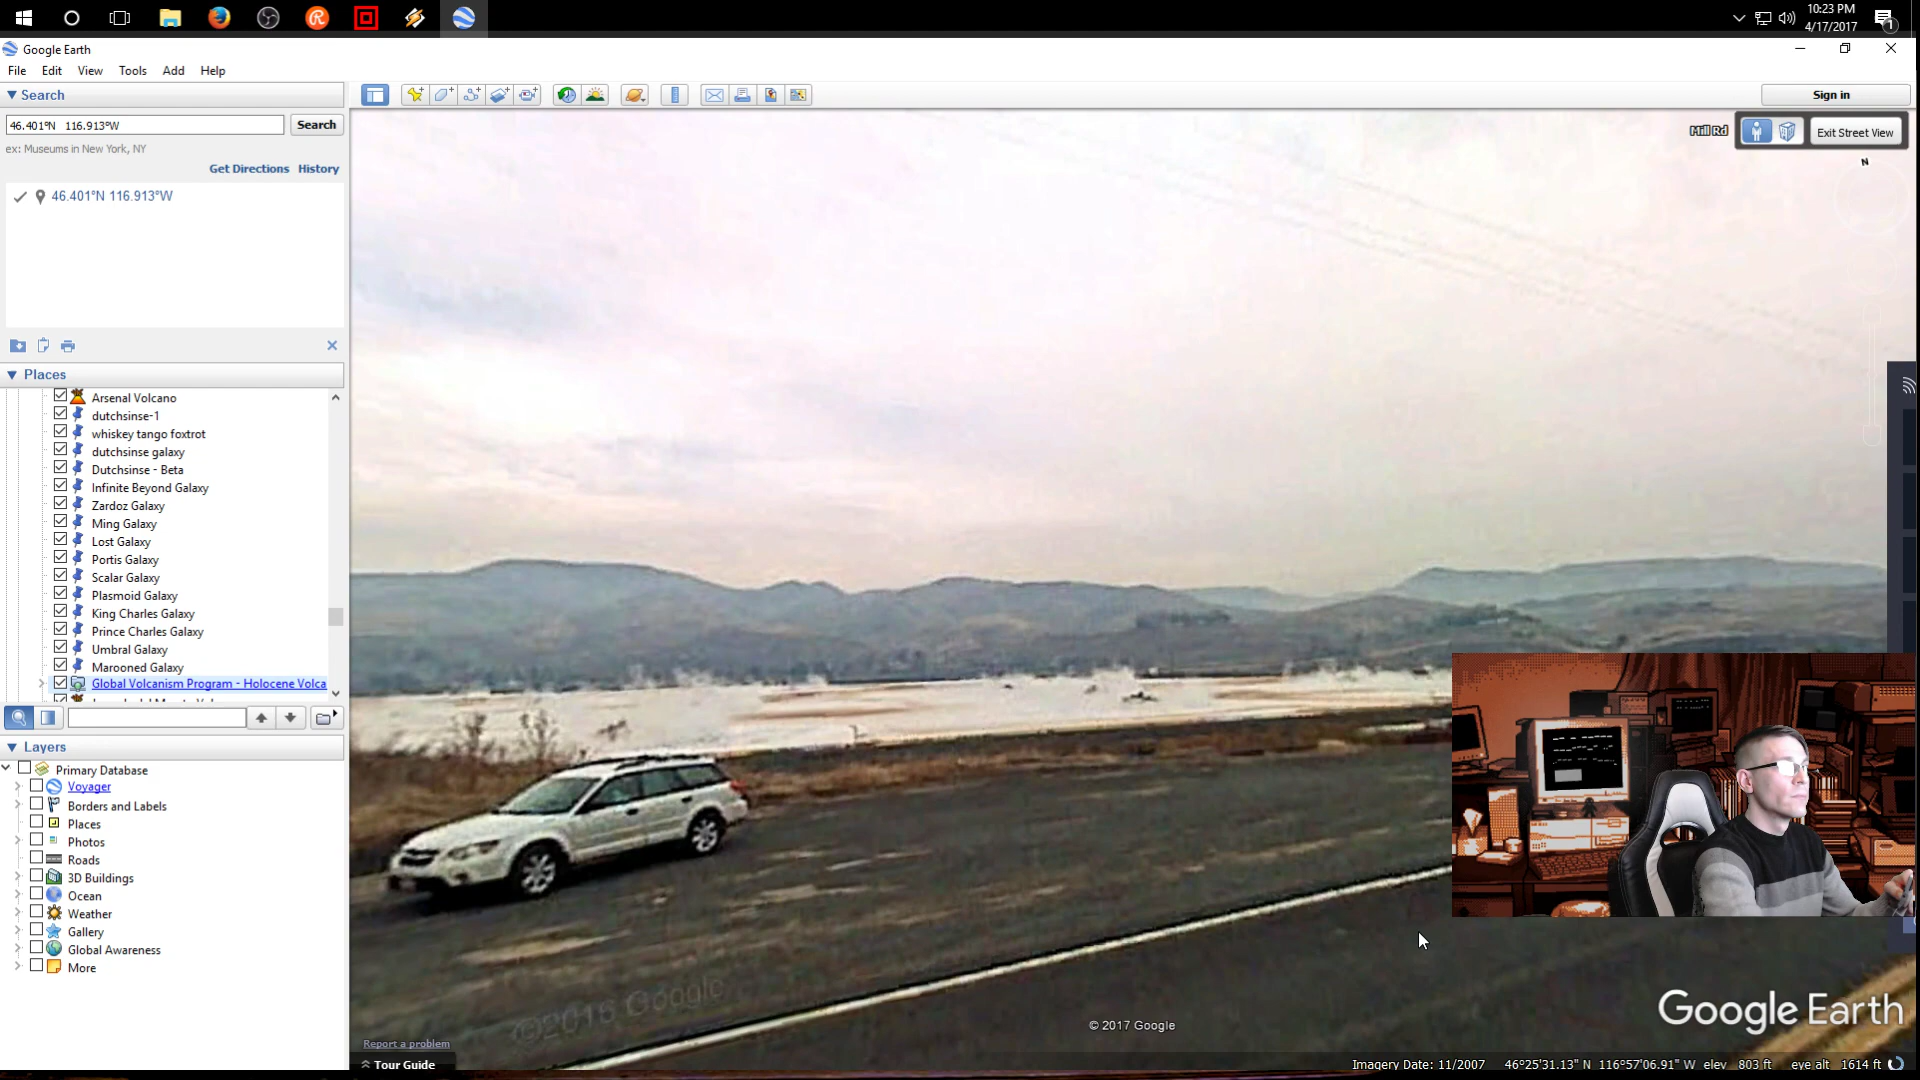 10:23 PM
4/17/2017
1
Google Earth
File Edit View Tools Add Help
Search
46.401°N 116.913°W
Search
ex: Museums in New York, NY
Get Directions History
46.401°N 116.913°W
Places
Arsenal Volcano
dutchsinse-1
whiskey tango foxtrot
dutchsinse galaxy
Dutchsinse - Beta
Infinite Beyond Galaxy
Zardoz Galaxy
Ming Galaxy
Lost Galaxy
Portis Galaxy
Scalar Galaxy
Plasmoid Galaxy
King Charles Galaxy
Prince Charles Galaxy
Umbral Galaxy
Marooned Galaxy
Global Volcanism Program - Holocene Volca
Layers
Primary Database
Voyager
Borders and Labels
Places
Photos
Roads
3D Buildings
Ocean
Weather
Gallery
Global Awareness
More
Sign in
Mill Rd
Exit Street View
N
©2016 Google
© 2017 Google
Google Earth
Report a problem
Tour Guide
Imagery Date: 11/2007 46°25'31.13" N 116°57'06.91" W elev 803 ft eye alt 1614 ft